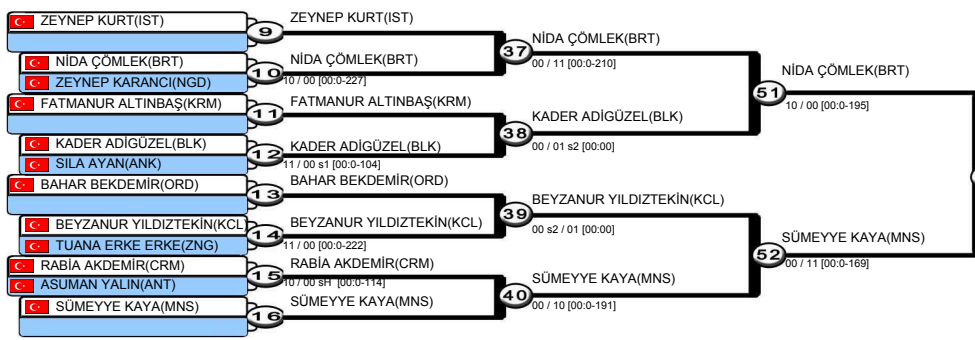 ZEYNEP KURT(IST)
9
ZEYNEP KURT(IST)
NİDA ÇÖMLEK(BRT)
ZEYNEP KARANCI(NGD)
10
NİDA ÇÖMLEK(BRT)
10 / 00 [00:0-227]
37
NİDA ÇÖMLEK(BRT)
00 / 11 [00:0-210]
FATMANUR ALTINBAŞ(KRM)
11
FATMANUR ALTINBAŞ(KRM)
KADER ADİGÜZEL(BLK)
SILA AYAN(ANK)
12
KADER ADİGÜZEL(BLK)
11 / 00 s1 [00:0-104]
38
KADER ADİGÜZEL(BLK)
00 / 01 s2 [00:00]
51
NİDA ÇÖMLEK(BRT)
10 / 00 [00:0-195]
BAHAR BEKDEMİR(ORD)
13
BAHAR BEKDEMİR(ORD)
BEYZANUR YILDIZTEKİN(KCL)
TUANA ERKE ERKE(ZNG)
14
BEYZANUR YILDIZTEKİN(KCL)
11 / 00 [00:0-222]
39
BEYZANUR YILDIZTEKİN(KCL)
00 s2 / 01 [00:00]
RABİA AKDEMİR(CRM)
ASUMAN YALIN(ANT)
15
RABİA AKDEMİR(CRM)
10 / 00 sH [00:0-114]
SÜMEYYE KAYA(MNS)
16
SÜMEYYE KAYA(MNS)
40
SÜMEYYE KAYA(MNS)
00 / 10 [00:0-191]
52
SÜMEYYE KAYA(MNS)
00 / 11 [00:0-169]